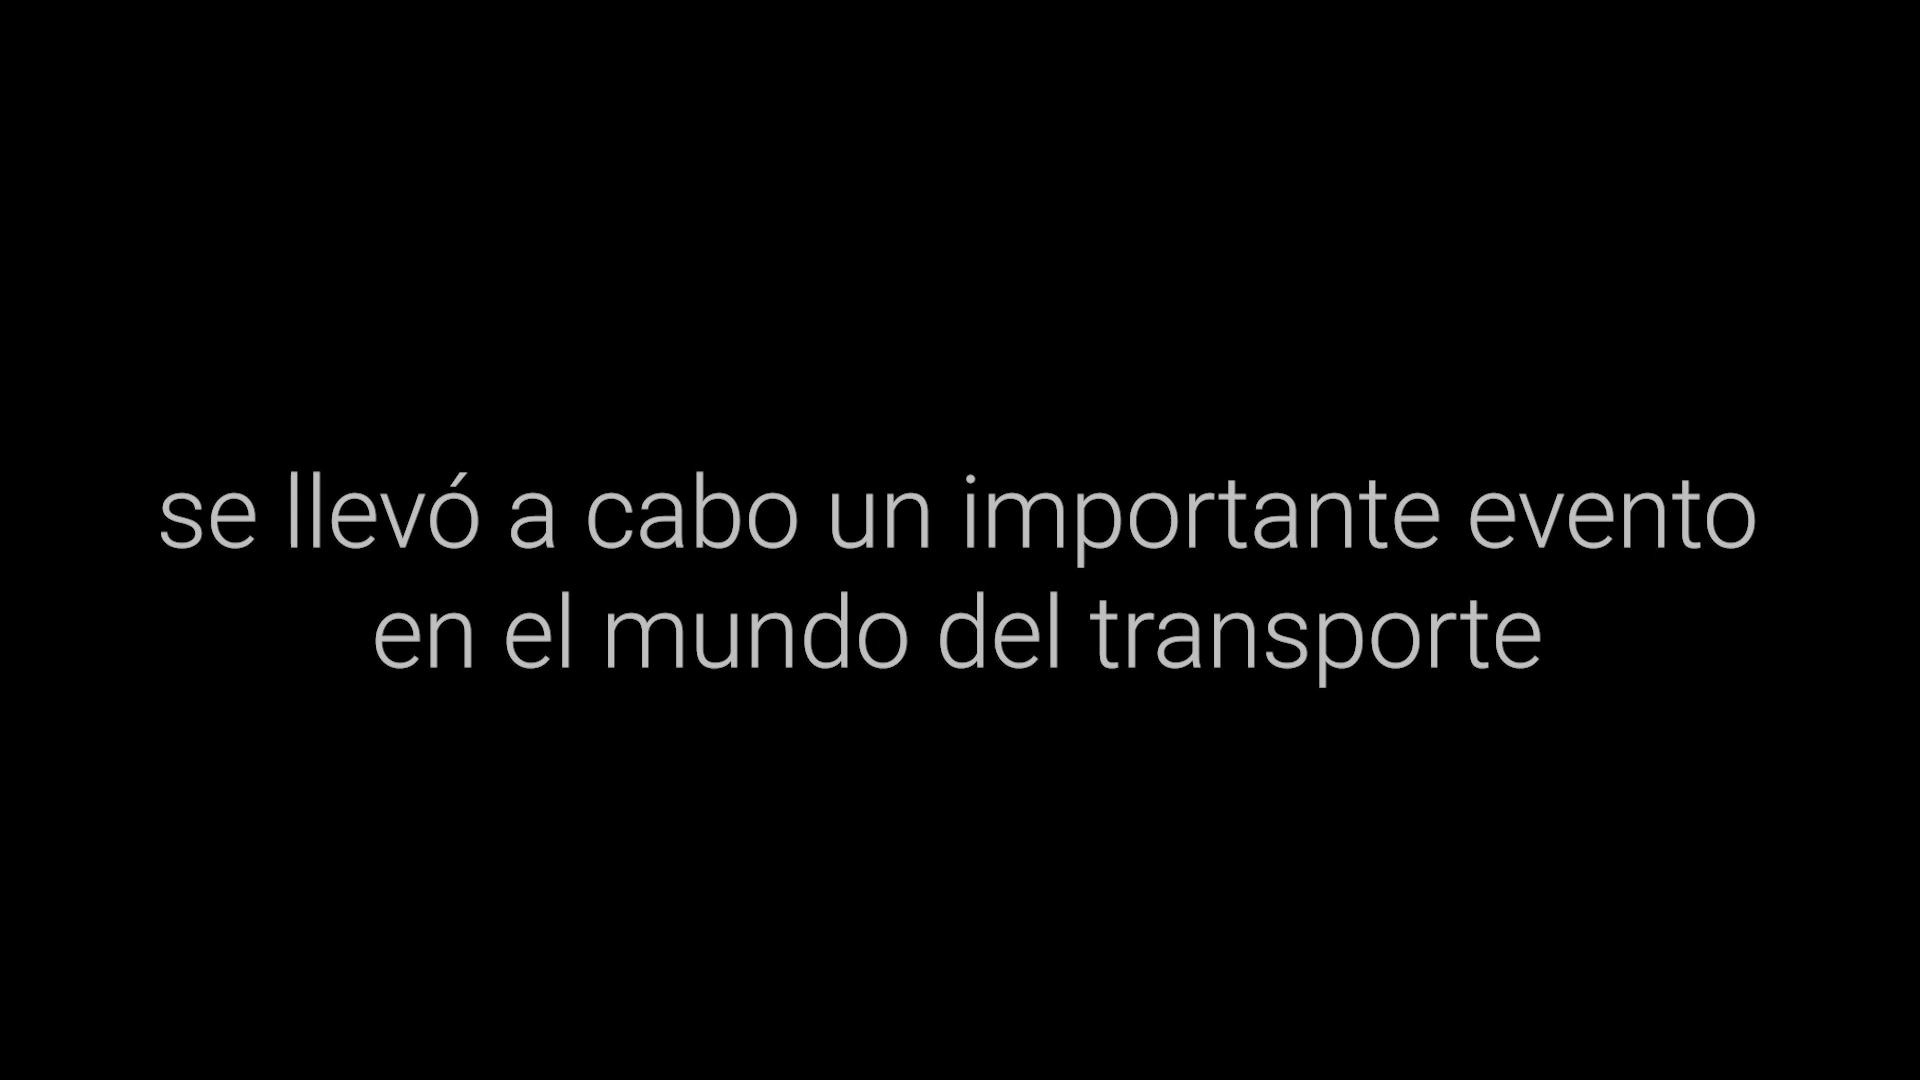 se llevó a cabo un importante evento
en el mundo del transporte